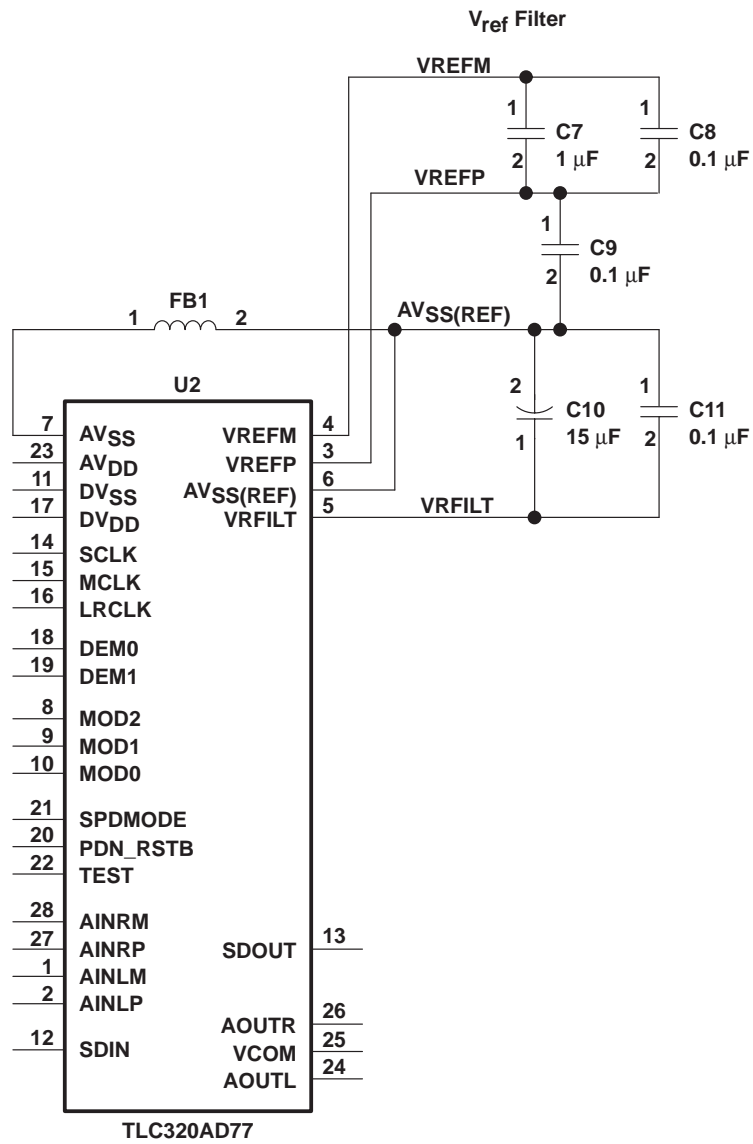 Vref Filter
VREFM
1
C7
2
1 μF
1
C8
2
0.1 μF
VREFP
1
C9
2
0.1 μF
FB1
1
2
AVSS(REF)
2
C10
1
15 μF
1
C11
2
0.1 μF
VRFILT
U2
7 AVSS
23 AVDD
11 DVSS
17 DVDD
14 SCLK
15 MCLK
16 LRCLK
18 DEM0
19 DEM1
8 MOD2
9 MOD1
10 MOD0
21 SPDMODE
20 PDN_RSTB
22 TEST
28 AINRM
27 AINRP
1 AINLM
2 AINLP
12 SDIN
VREFM 4
VREFP 3
AVSS(REF) 6
VRFILT 5
SDOUT 13
AOUTR 26
VCOM 25
AOUTL 24
TLC320AD77